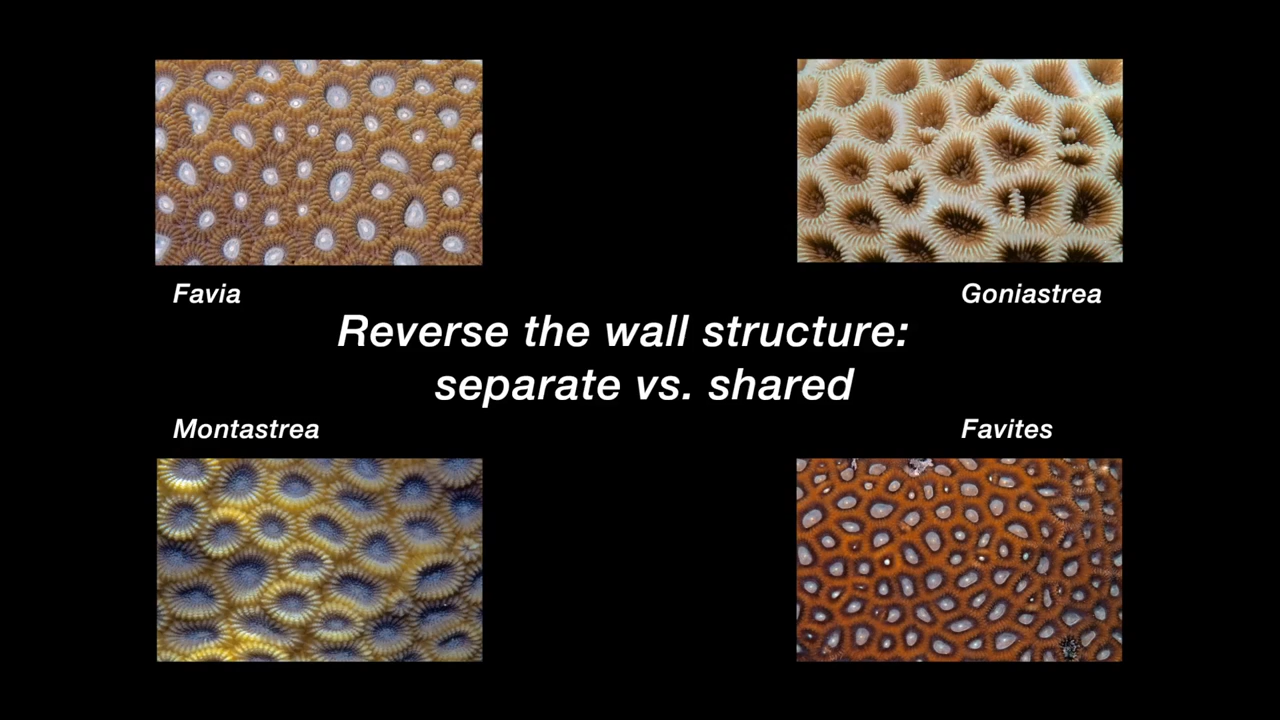 Favia
Goniastrea
Reverse the wall structure:
separate vs. shared
Montastrea
Favites